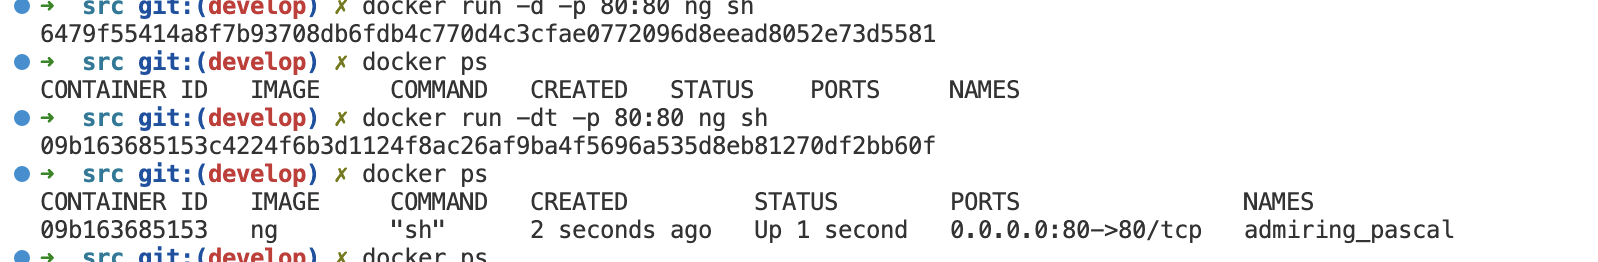 ➜  src git:(develop) ✗ docker run -d -p 80:80 ng sh
6479f55414a8f7b93708db6fdb4c770d4c3cfae0772096d8eead8052e73d5581
➜  src git:(develop) ✗ docker ps
CONTAINER ID   IMAGE     COMMAND   CREATED   STATUS    PORTS     NAMES
➜  src git:(develop) ✗ docker run -dt -p 80:80 ng sh
09b163685153c4224f6b3d1124f8ac26af9ba4f5696a535d8eb81270df2bb60f
➜  src git:(develop) ✗ docker ps
CONTAINER ID   IMAGE     COMMAND   CREATED         STATUS        PORTS                NAMES
09b163685153   ng        "sh"      2 seconds ago   Up 1 second   0.0.0.0:80->80/tcp   admiring_pascal
➜  src git:(develop) ✗ docker ps